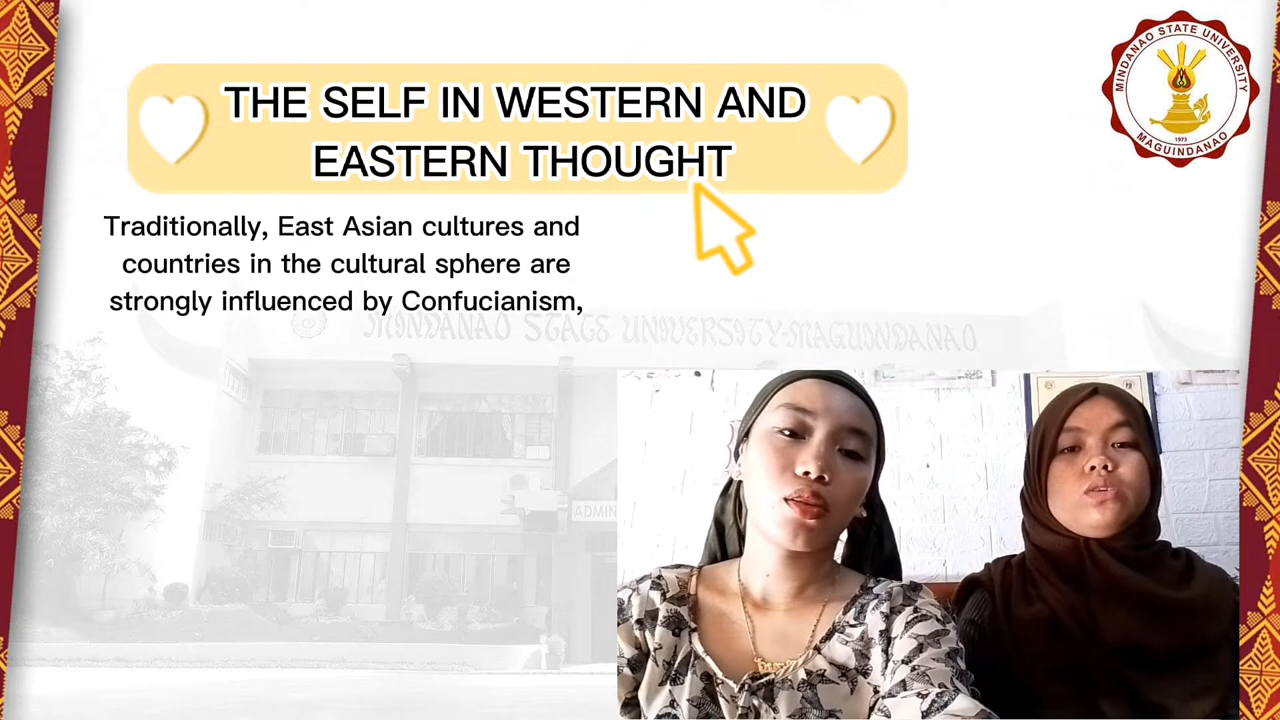 THE SELF IN WESTERN AND
EASTERN THOUGHT
MINDANAO STATE UNIVERSITY
1973
MAGUINDANAO
Traditionally, East Asian cultures and
countries in the cultural sphere are
strongly influenced by Confucianism,
MINDANAO STATE UNIVERSITY-MAGUINDANAO
ADMIN